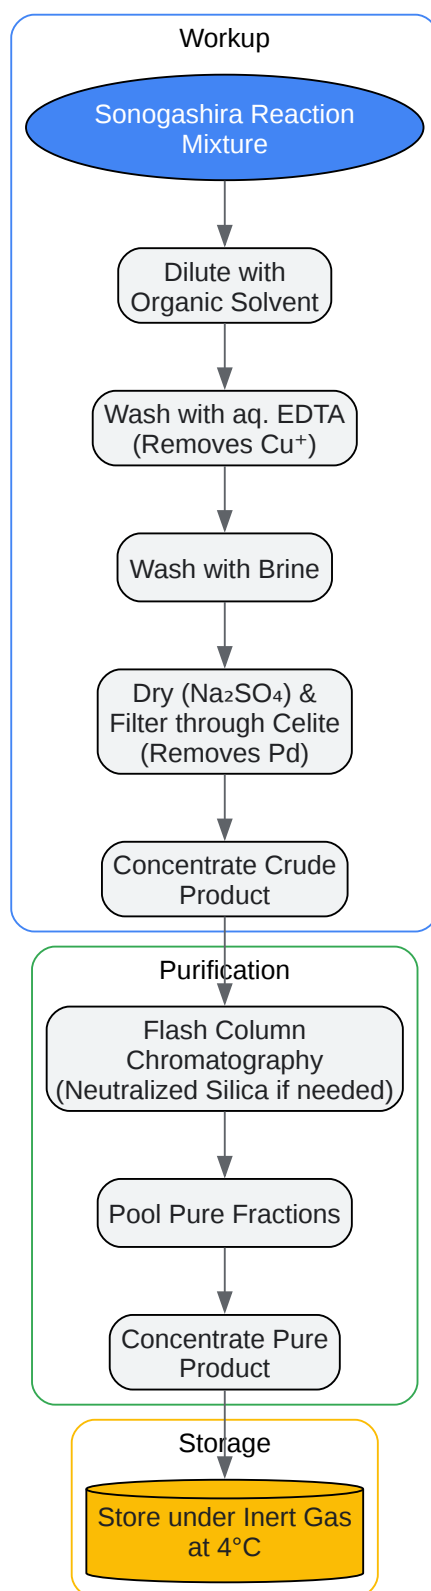 Workup
Sonogashira Reaction
Mixture
Dilute with
Organic Solvent
Wash with aq. EDTA
(Removes Cu⁺)
Wash with Brine
Dry (Na₂SO₄) &
Filter through Celite
(Removes Pd)
Concentrate Crude
Product
Purification
Flash Column
Chromatography
(Neutralized Silica if needed)
Pool Pure Fractions
Concentrate Pure
Product
Storage
Store under Inert Gas
at 4°C